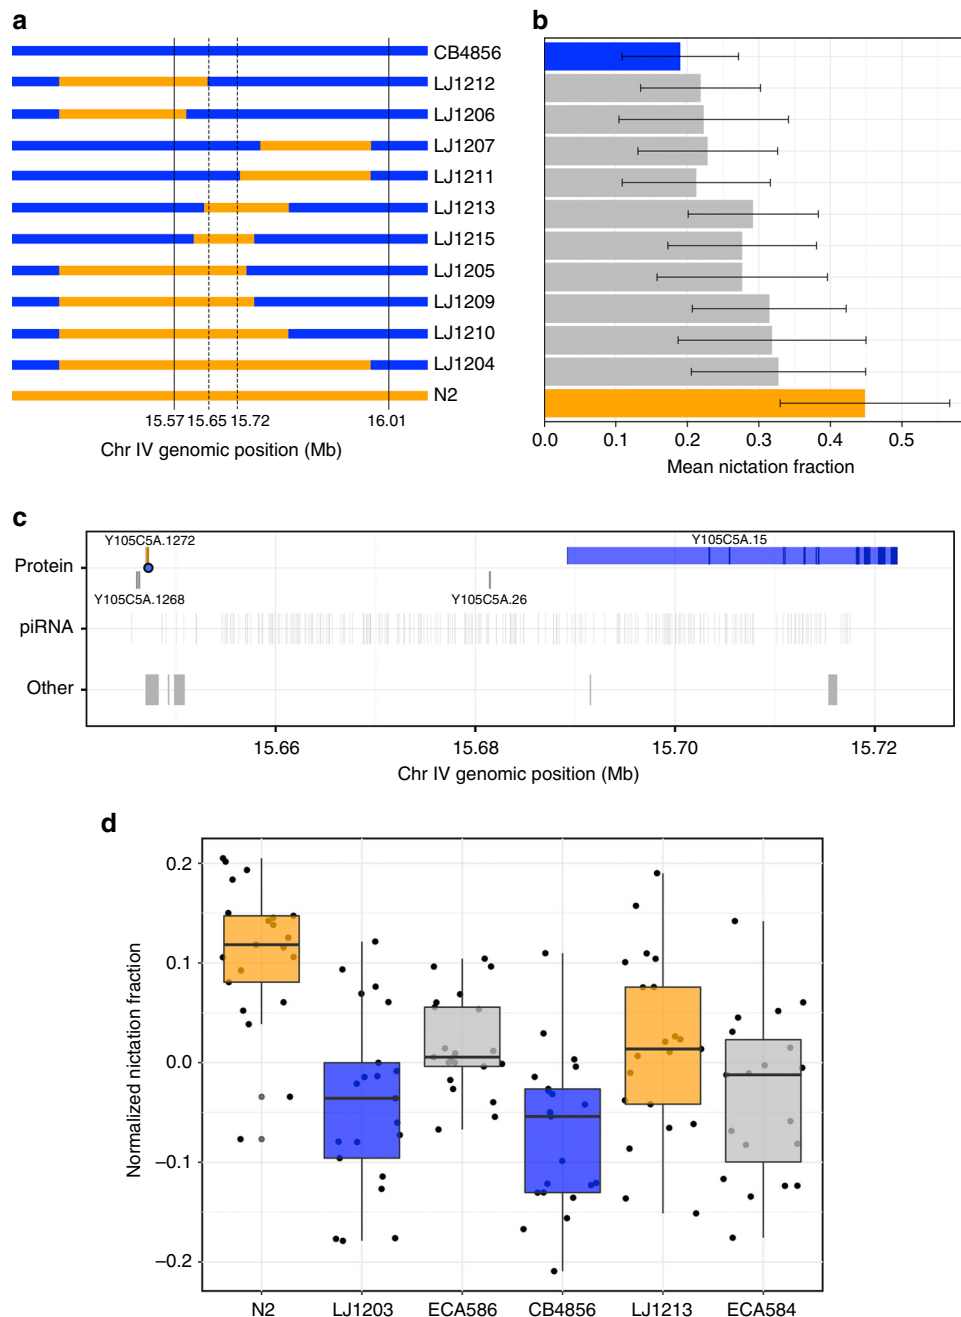 a
CB4856
LJ1212
LJ1206
LJ1207
LJ1211
LJ1213
LJ1215
LJ1205
LJ1209
LJ1210
LJ1204
N2
15.57 15.65 15.72 16.01
Chr IV genomic position (Mb)
b
0.0 0.1 0.2 0.3 0.4 0.5
Mean nictation fraction
c
Y105C5A.1272
Y105C5A.15
Protein
Y105C5A.1268
Y105C5A.26
piRNA
Other
15.66 15.68 15.70 15.72
Chr IV genomic position (Mb)
d
Normalized nictation fraction
0.2
0.1
0.0
−0.1
−0.2
N2 LJ1203 ECA586 CB4856 LJ1213 ECA584